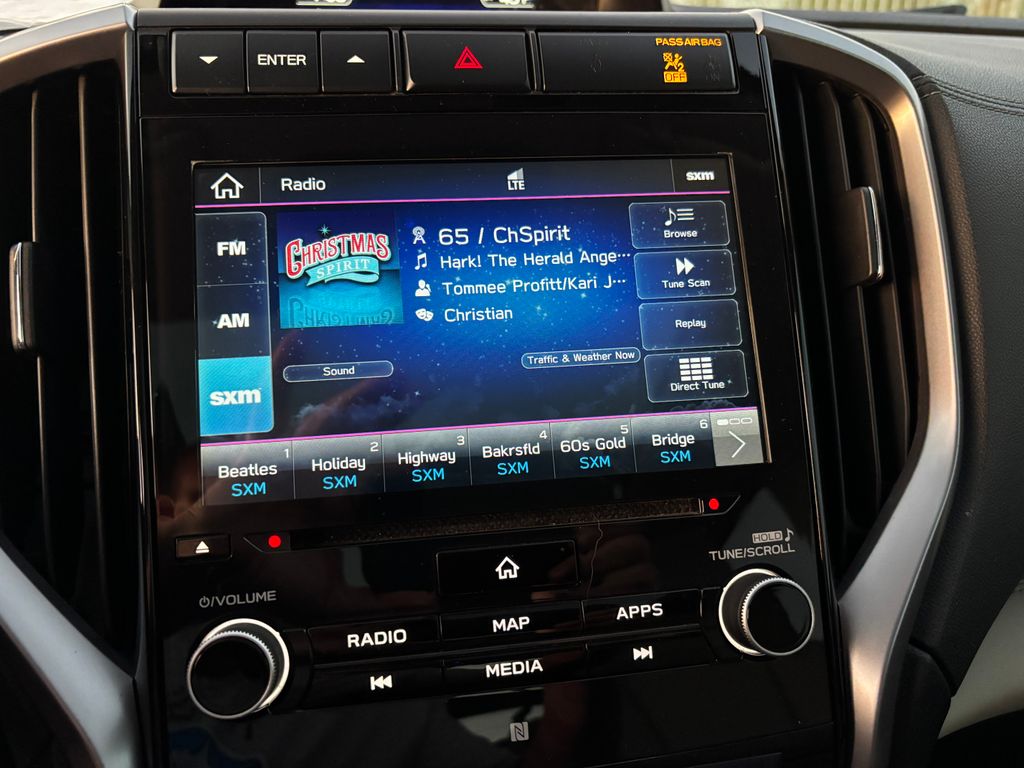 ENTER
PASS AIR BAG
OFF
ON
Radio
LTE
sxm
FM
AM
sxm
CHRISTMAS
SPIRIT
65 / ChSpirit
Hark! The Herald Ange...
Tommee Profitt/Kari J...
Christian
Sound
Traffic & Weather Now
Browse
Tune Scan
Replay
Direct Tune
1
Beatles
SXM
2
Holiday
SXM
3
Highway
SXM
4
Bakrsfld
SXM
5
60s Gold
SXM
6
Bridge
SXM
HOLD
TUNE/SCROLL
/VOLUME
RADIO
MAP
APPS
MEDIA
N